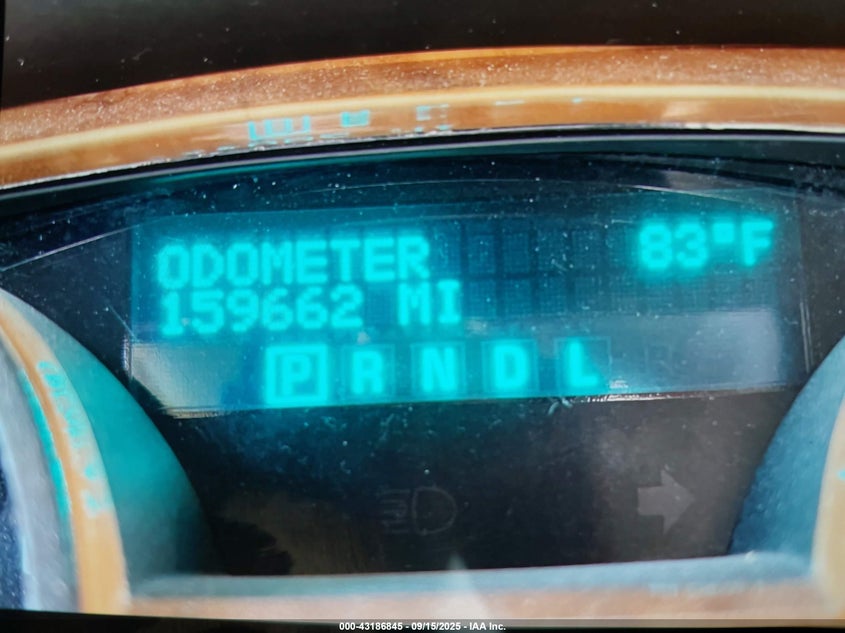 ODOMETER 83°F
159662 MI
P R N D L
000-43186845 - 09/15/2025 - IAA Inc.